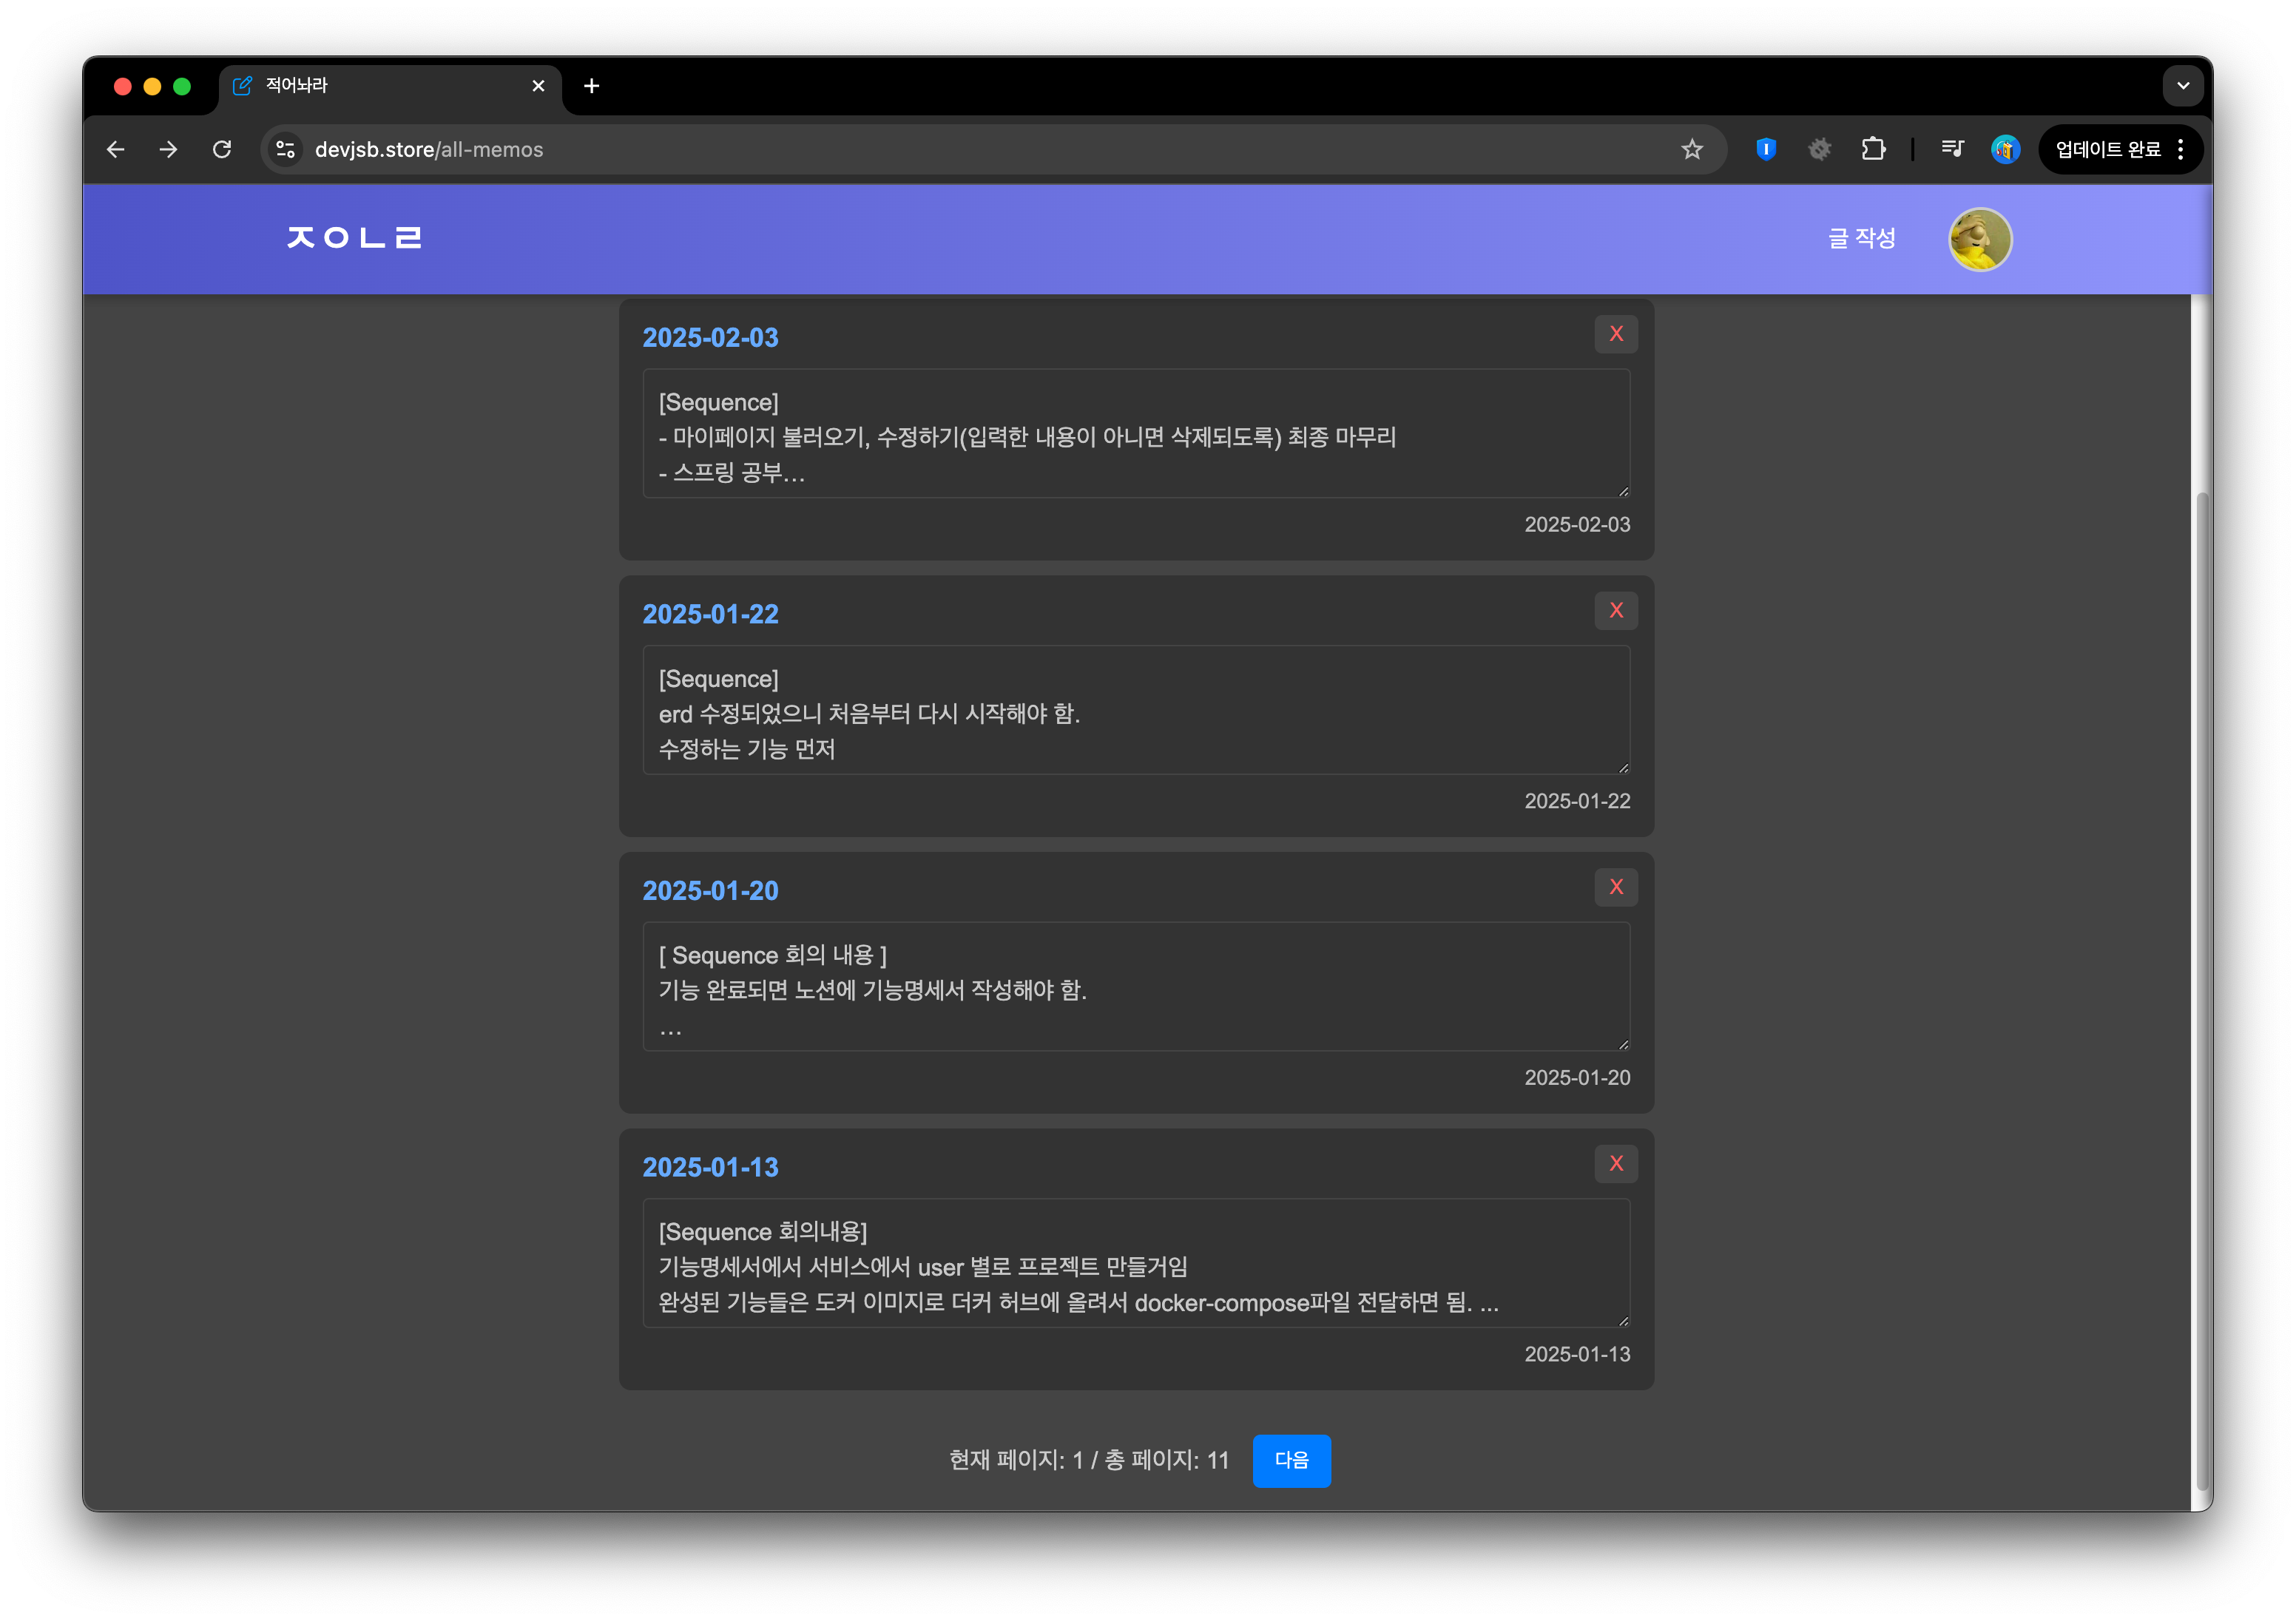 적어놔라
devjsb.store/all-memos
업데이트 완료
ㅈㅇㄴㄹ
글 작성
2025-02-03
X
[Sequence]
- 마이페이지 불러오기, 수정하기(입력한 내용이 아니면 삭제되도록) 최종 마무리
- 스프링 공부...
2025-02-03
2025-01-22
X
[Sequence]
erd 수정되었으니 처음부터 다시 시작해야 함.
수정하는 기능 먼저
2025-01-22
2025-01-20
X
[ Sequence 회의 내용 ]
기능 완료되면 노션에 기능명세서 작성해야 함.
...
2025-01-20
2025-01-13
X
[Sequence 회의내용]
기능명세서에서 서비스에서 user 별로 프로젝트 만들거임
완성된 기능들은 도커 이미지로 더커 허브에 올려서 docker-compose파일 전달하면 됨. ...
2025-01-13
현재 페이지: 1 / 총 페이지: 11
다음